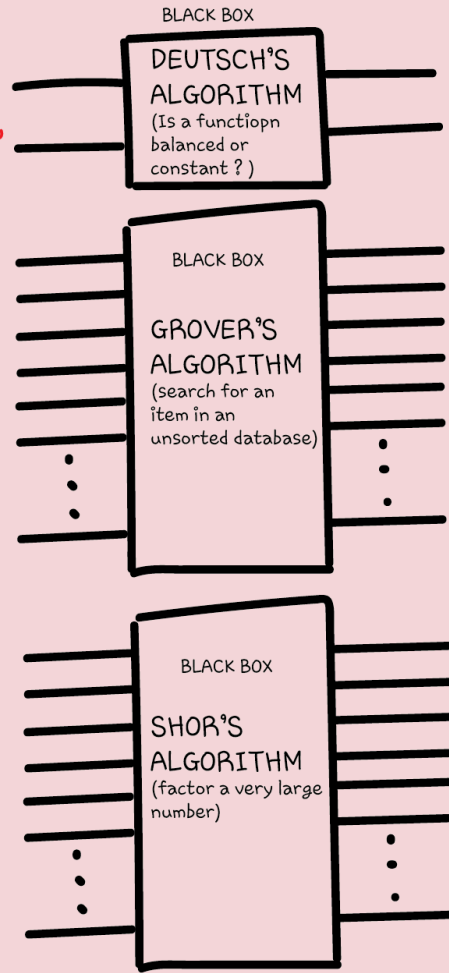 BLACK BOX
DEUTSCH'S
ALGORITHM
(Is a functiopn
balanced or
constant ? )
BLACK BOX
GROVER'S
ALGORITHM
(search for an
item in an
unsorted database)
BLACK BOX
SHOR'S
ALGORITHM
(factor a very large
number)